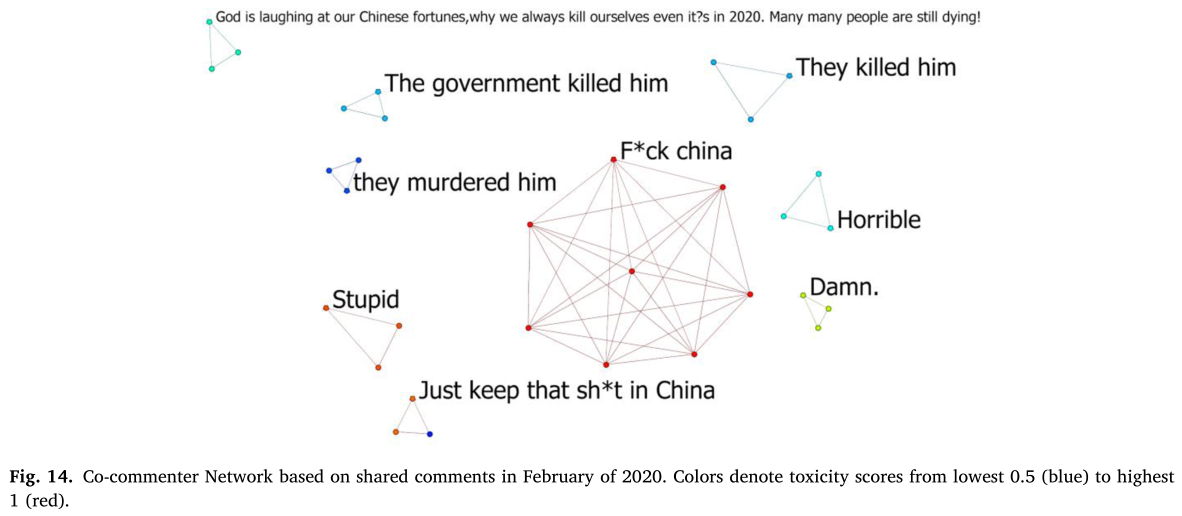 God is laughing at our Chinese fortunes,why we always kill ourselves even it?s in 2020. Many many people are still dying!
They killed him
The government killed him
F*ck china
they murdered him
Horrible
Damn.
Stupid
Just keep that sh*t in China
Fig. 14. Co-commenter Network based on shared comments in February of 2020. Colors denote toxicity scores from lowest 0.5 (blue) to highest
1 (red).